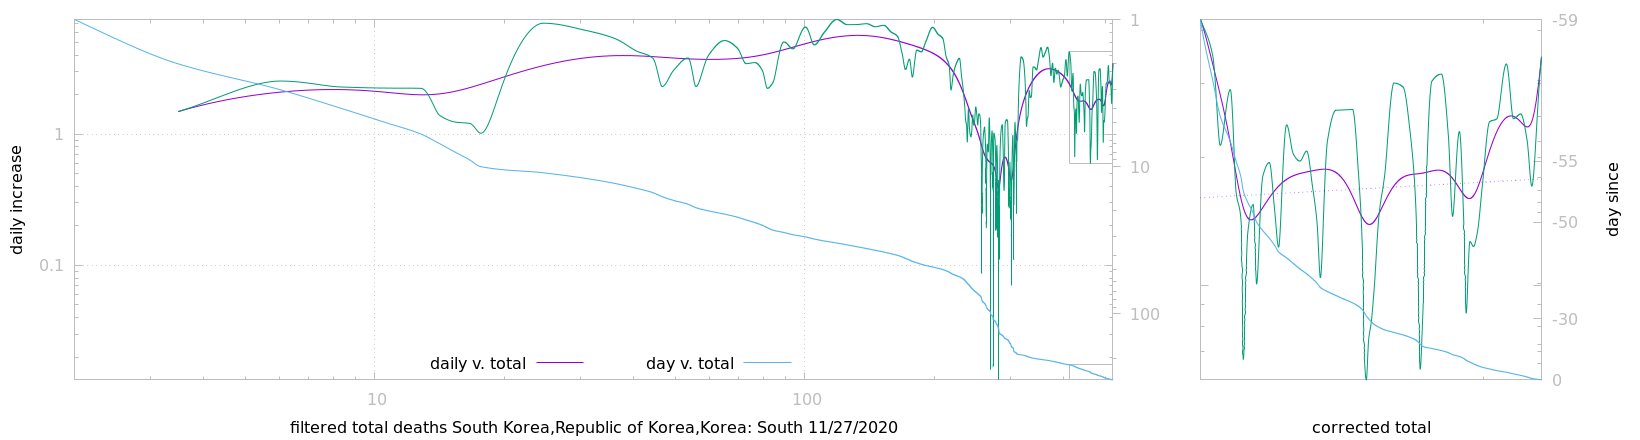 daily increase
1
0.1
daily v. total
day v. total
10
100
1
10
100
filtered total deaths South Korea,Republic of Korea,Korea: South 11/27/2020
-59
-55
-50
-30
0
day since
corrected total